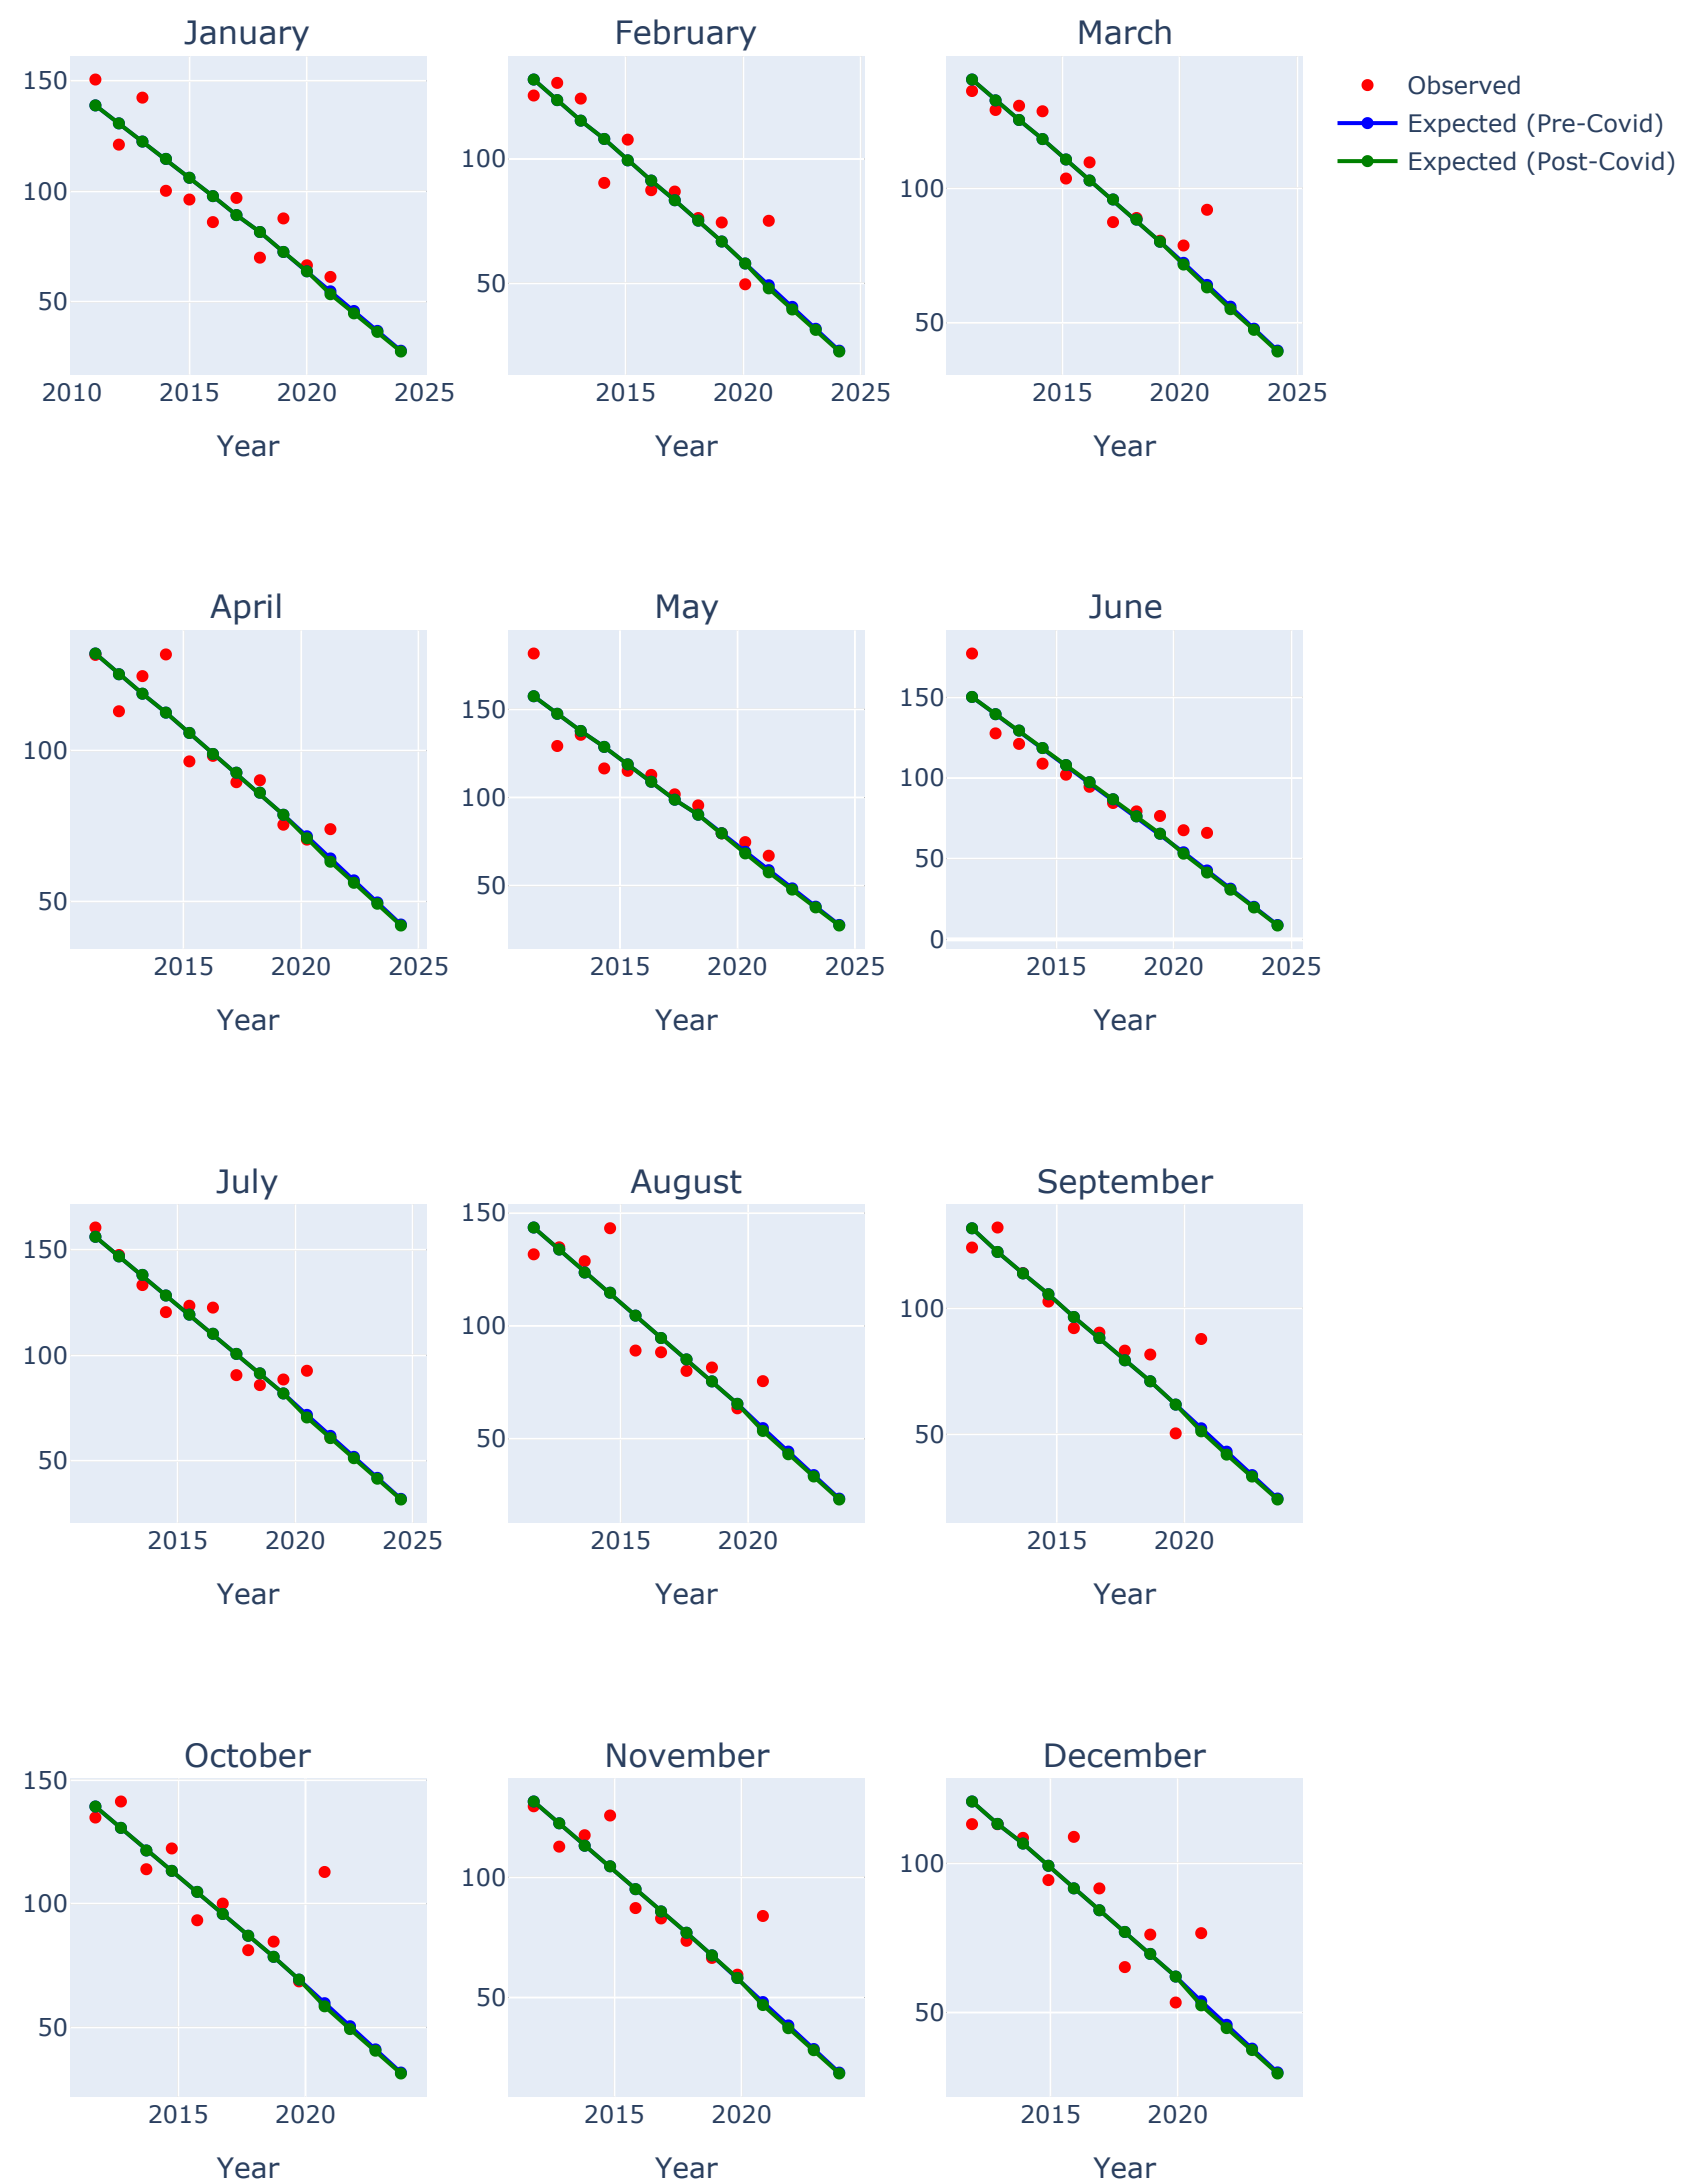 January February March
150
100
50
2010 2015 2020 2025
Year
100
50
2015 2020 2025
Year
100
50
2015 2020 2025
Year
Observed
Expected (Pre-Covid)
Expected (Post-Covid)
April May June
100
50
2015 2020 2025
Year
150
100
50
2015 2020 2025
Year
150
100
50
0
2015 2020 2025
Year
July August September
150
100
50
2015 2020 2025
Year
150
100
50
2015 2020
Year
100
50
2015 2020
Year
October November December
150
100
50
2015 2020
Year
100
50
2015 2020
Year
100
50
2015 2020
Year